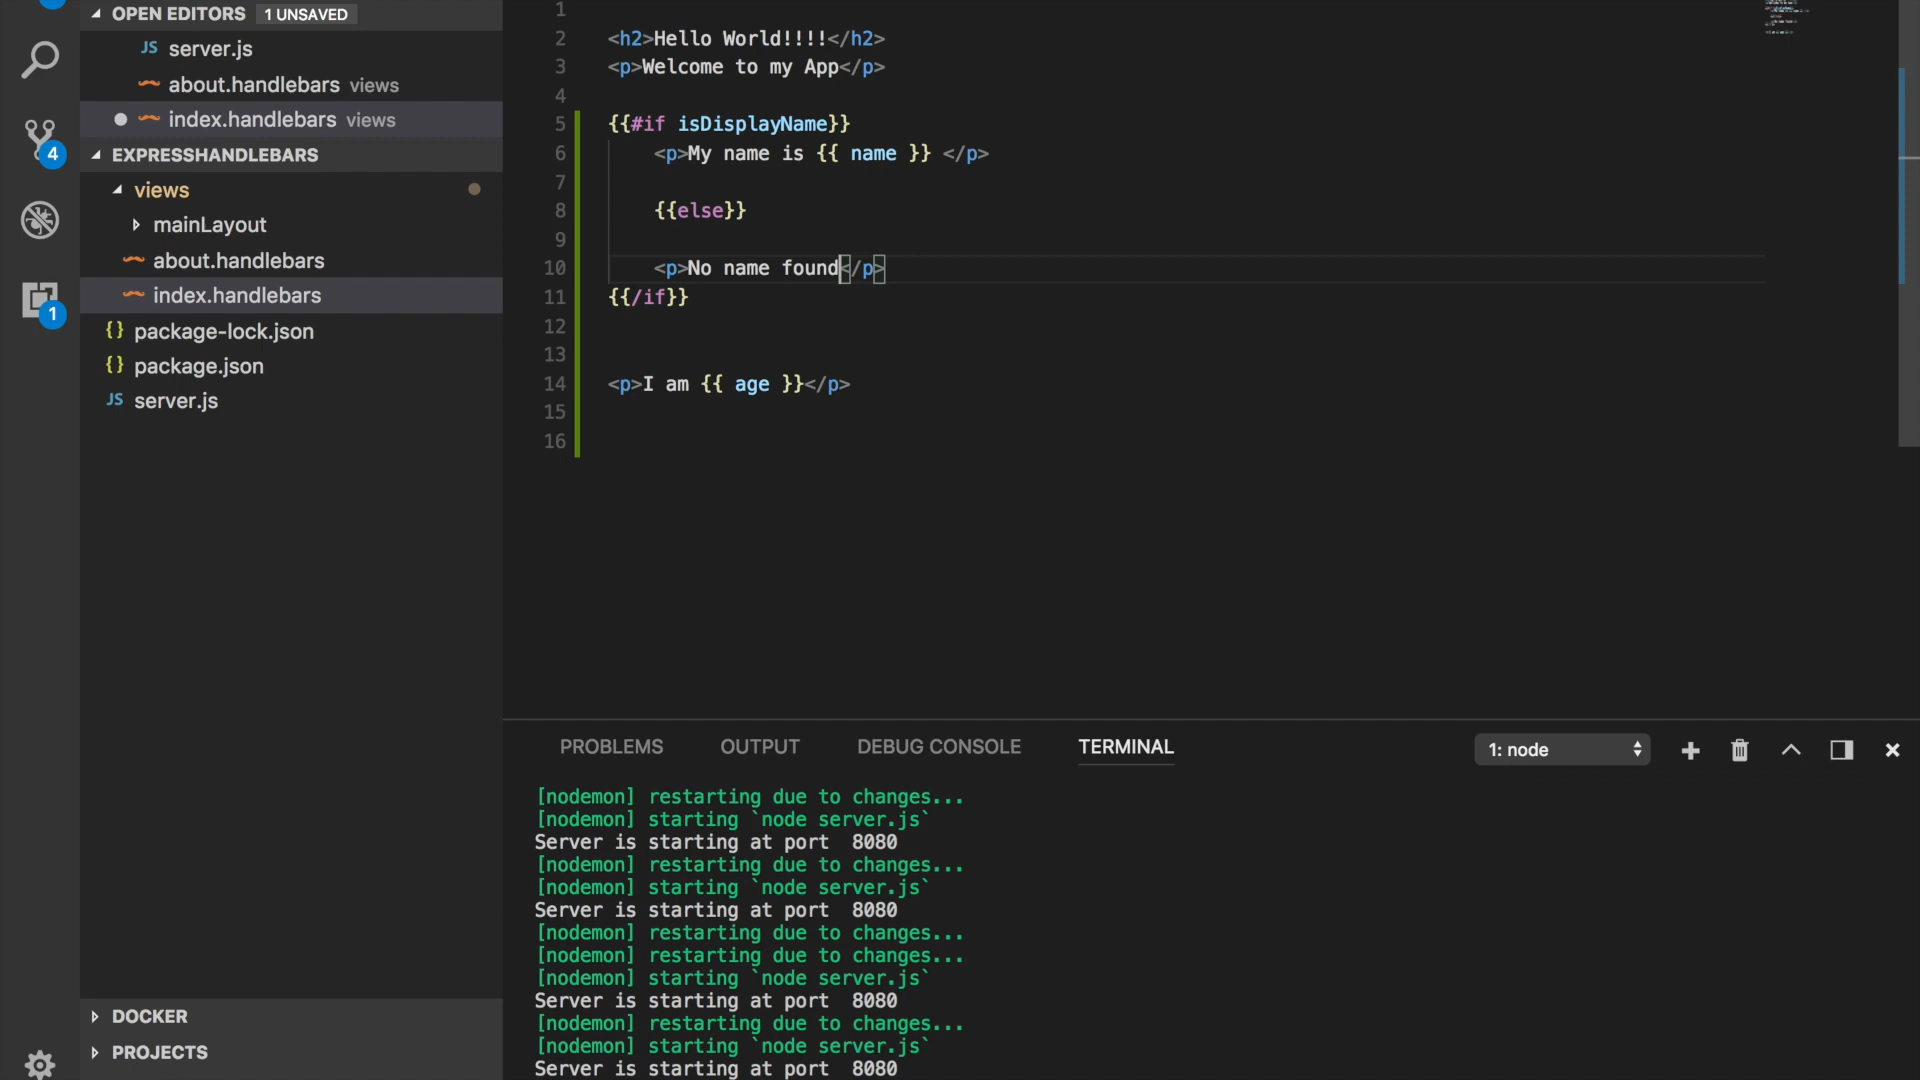 OPEN EDITORS 1 UNSAVED
JS server.js
about.handlebars views
index.handlebars views
EXPRESSHANDLEBARS
views
mainLayout
about.handlebars
index.handlebars
{} package-lock.json
{} package.json
JS server.js
DOCKER
PROJECTS
4
1
1
2 <h2>Hello World!!!!</h2>
3 <p>Welcome to my App</p>
4
5 {{#if isDisplayName}}
6 <p>My name is {{ name }} </p>
7
8 {{else}}
9
10 <p>No name found</p>
11 {{/if}}
12
13
14 <p>I am {{ age }}</p>
15
16
PROBLEMS OUTPUT DEBUG CONSOLE TERMINAL 1: node
[nodemon] restarting due to changes...
[nodemon] starting `node server.js`
Server is starting at port  8080
[nodemon] restarting due to changes...
[nodemon] starting `node server.js`
Server is starting at port  8080
[nodemon] restarting due to changes...
[nodemon] restarting due to changes...
[nodemon] starting `node server.js`
Server is starting at port  8080
[nodemon] restarting due to changes...
[nodemon] starting `node server.js`
Server is starting at port  8080